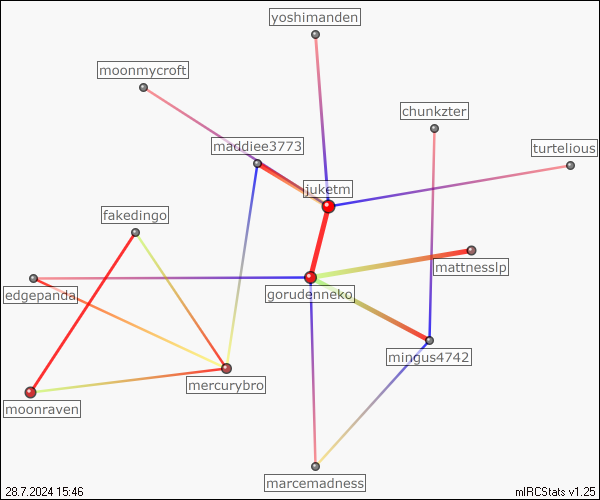 yoshimanden
moonmycroft
chunkzter
maddiee3773
turtelious
juketm
fakedingo
mattnesslp
edgepanda
gorudenneko
mingus4742
mercurybro
moonraven
marcemadness
28.7.2024 15:46
mIRCStats v1.25